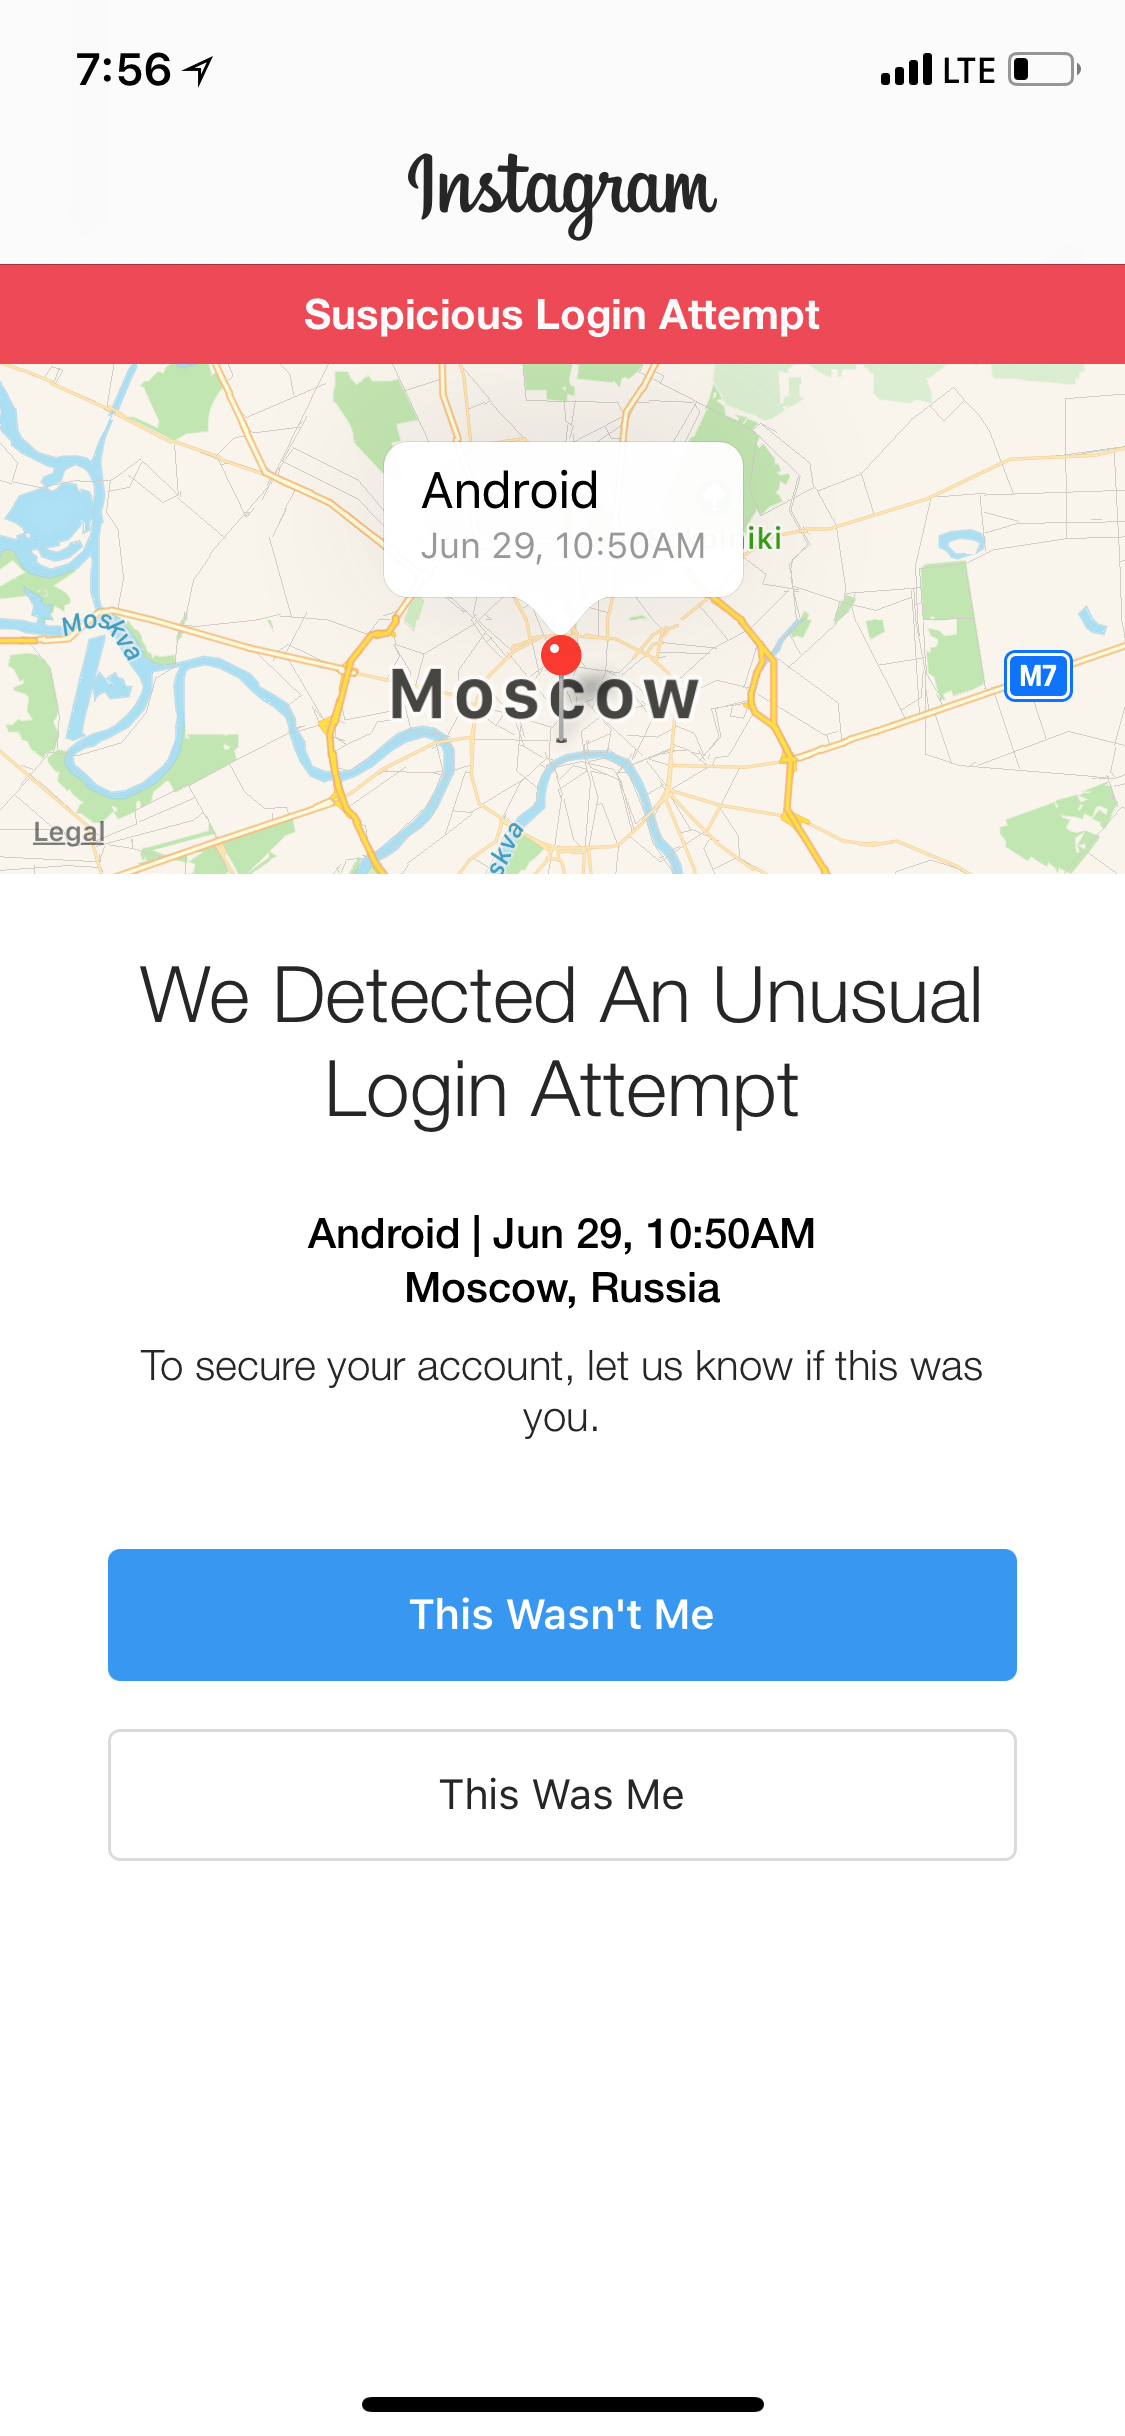 7:56
LTE
Instagram
Suspicious Login Attempt
Android
Jun 29, 10:50AM
iki
Moskva
Moscow
M7
Legal
skva
We Detected An Unusual
Login Attempt
Android | Jun 29, 10:50AM
Moscow, Russia
To secure your account, let us know if this was
you.
This Wasn't Me
This Was Me